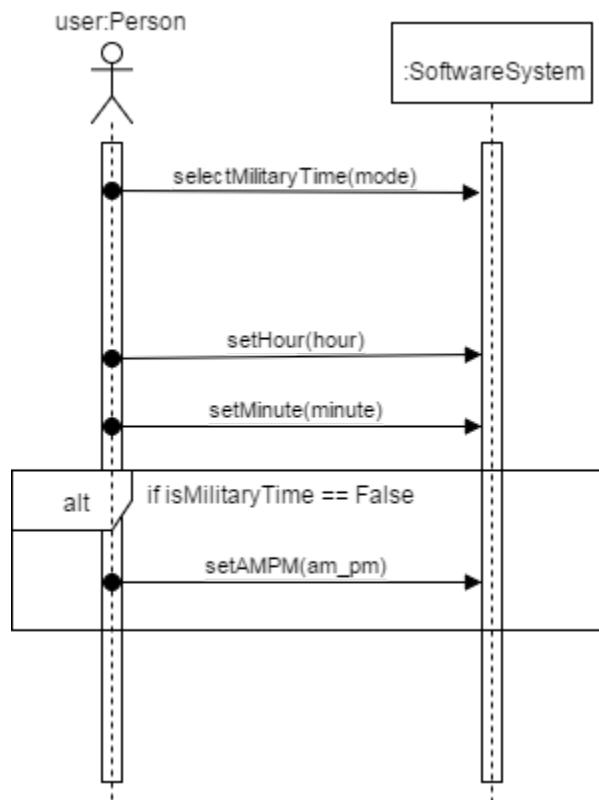 user:Person
:SoftwareSystem
selectMilitaryTime(mode)
setHour(hour)
setMinute(minute)
alt
if isMilitaryTime == False
setAMPM(am_pm)